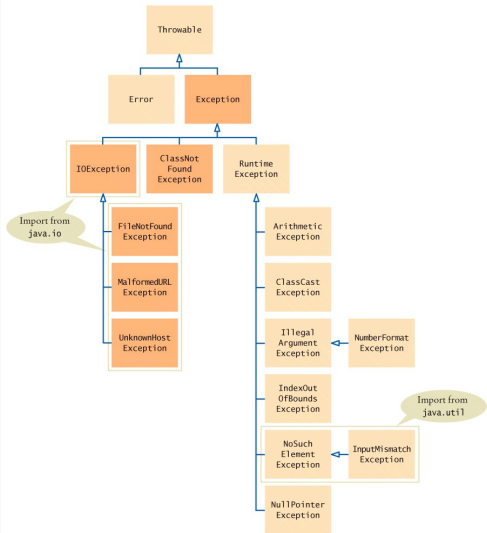 Throwable
Error
Exception
IOException
ClassNot
Found
Exception
Runtime
Exception
Import from
java.io
FileNotFound
Exception
MalformedURL
Exception
UnknownHost
Exception
Arithmetic
Exception
ClassCast
Exception
Illegal
Argument
Exception
NumberFormat
Exception
IndexOut
OfBounds
Exception
Import from
java.util
NoSuch
Element
Exception
InputMismatch
Exception
NullPointer
Exception